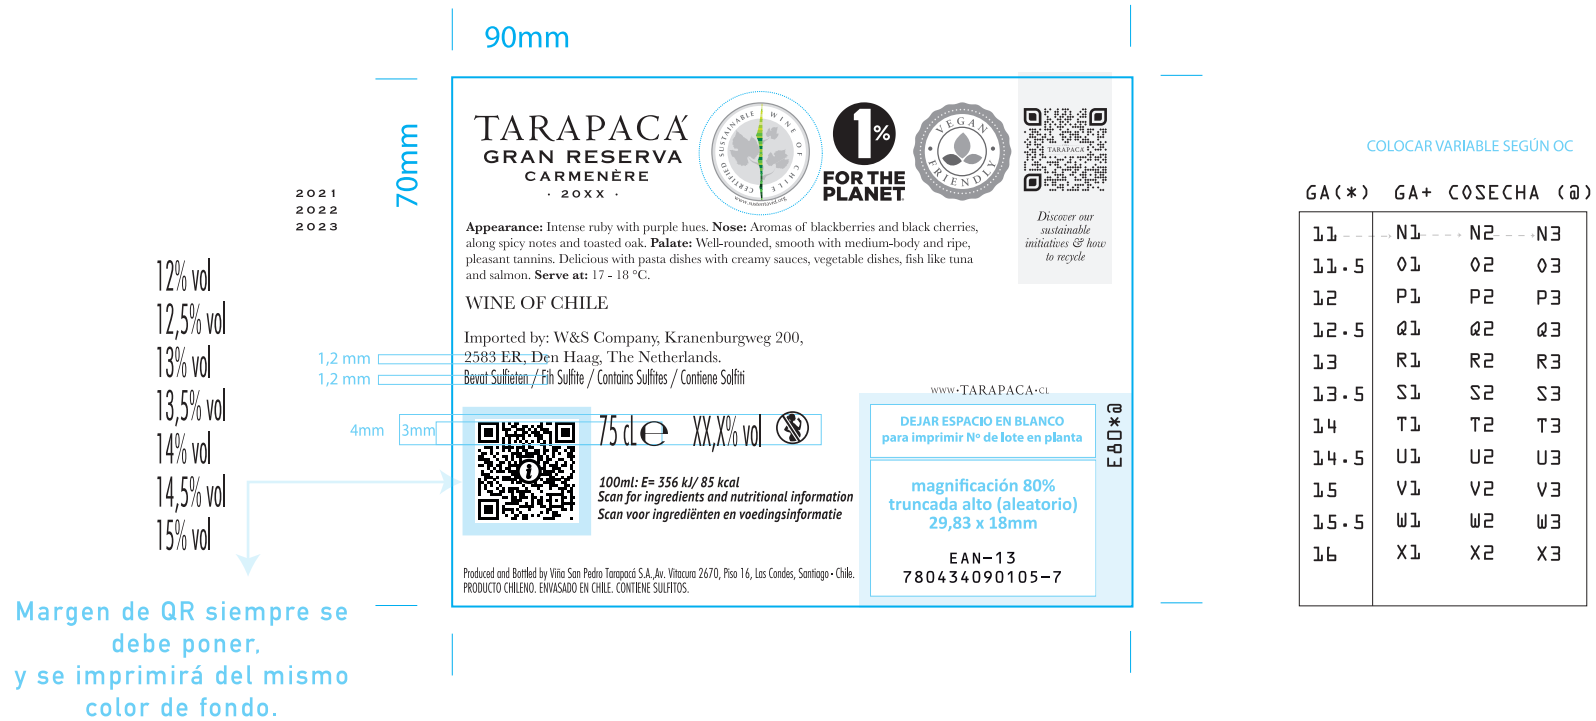 90mm
70mm
2021
2022
2023
12% vol
12,5% vol
13% vol
13,5% vol
14% vol
14,5% vol
15% vol
Margen de QR siempre se
debe poner,
y se imprimirá del mismo
color de fondo.
1,2 mm
1,2 mm
4mm
3mm
TARAPACÁ
GRAN RESERVA
CARMENÈRE
· 20XX ·
CERTIFIED SUSTAINABLE WINE OF CHILE
www.sustentavid.org
1%
FOR THE
PLANET
VEGAN
FRIENDLY
TARAPACÁ
Discover our
sustainable
initiatives & how
to recycle
Appearance: Intense ruby with purple hues. Nose: Aromas of blackberries and black cherries,
along spicy notes and toasted oak. Palate: Well-rounded, smooth with medium-body and ripe,
pleasant tannins. Delicious with pasta dishes with creamy sauces, vegetable dishes, fish like tuna
and salmon. Serve at: 17 - 18 °C.
WINE OF CHILE
Imported by: W&S Company, Kranenburgweg 200,
2583 ER, Den Haag, The Netherlands.
Bevat Sulfieten / Fih Sulfite / Contains Sulfites / Contiene Solfiti
75 cL e XX,X% vol
i
100ml: E= 356 kJ/ 85 kcal
Scan for ingredients and nutritional information
Scan voor ingrediënten en voedingsinformatie
Produced and Bottled by Viña San Pedro Tarapacá S.A.,Av. Vitacura 2670, Piso 16, Las Condes, Santiago - Chile.
PRODUCTO CHILENO. ENVASADO EN CHILE. CONTIENE SULFITOS.
WWW·TARAPACA·CL
DEJAR ESPACIO EN BLANCO
para imprimir Nº de lote en planta
E80*@
magnificación 80%
truncada alto (aleatorio)
29,83 x 18mm
EAN-13
780434090105-7
COLOCAR VARIABLE SEGÚN OC
GA(*) GA+ COSECHA (@)
11 N1 N2 N3
11.5 O1 O2 O3
12 P1 P2 P3
12.5 Q1 Q2 Q3
13 R1 R2 R3
13.5 S1 S2 S3
14 T1 T2 T3
14.5 U1 U2 U3
15 V1 V2 V3
15.5 W1 W2 W3
16 X1 X2 X3